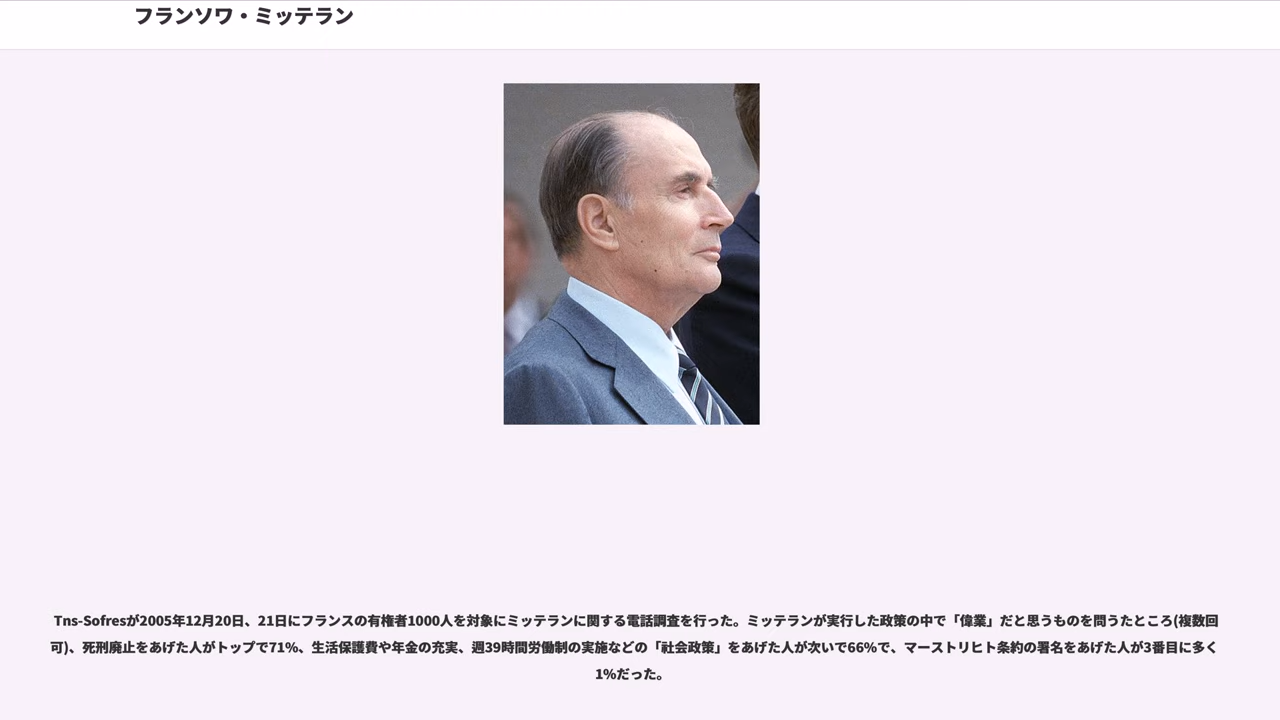 フランソワ・ミッテラン
Tns-Sofresが2005年12月20日、21日にフランスの有権者1000人を対象にミッテランに関する電話調査を行った。ミッテランが実行した政策の中で「偉業」だと思うものを問うたところ(複数回
可)、死刑廃止をあげた人がトップで71%、生活保護費や年金の充実、週39時間労働制の実施などの「社会政策」をあげた人が次いで66%で、マーストリヒト条約の署名をあげた人が3番目に多く
1%だった。